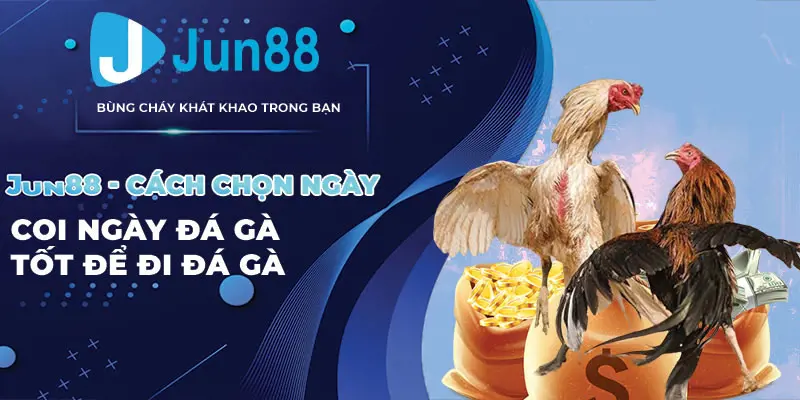 Jun88
BÙNG CHÁY KHÁT KHAO TRONG BẠN
Jun88 - CÁCH CHỌN NGÀY
COI NGÀY ĐÁ GÀ
TỐT ĐỂ ĐI ĐÁ GÀ
$